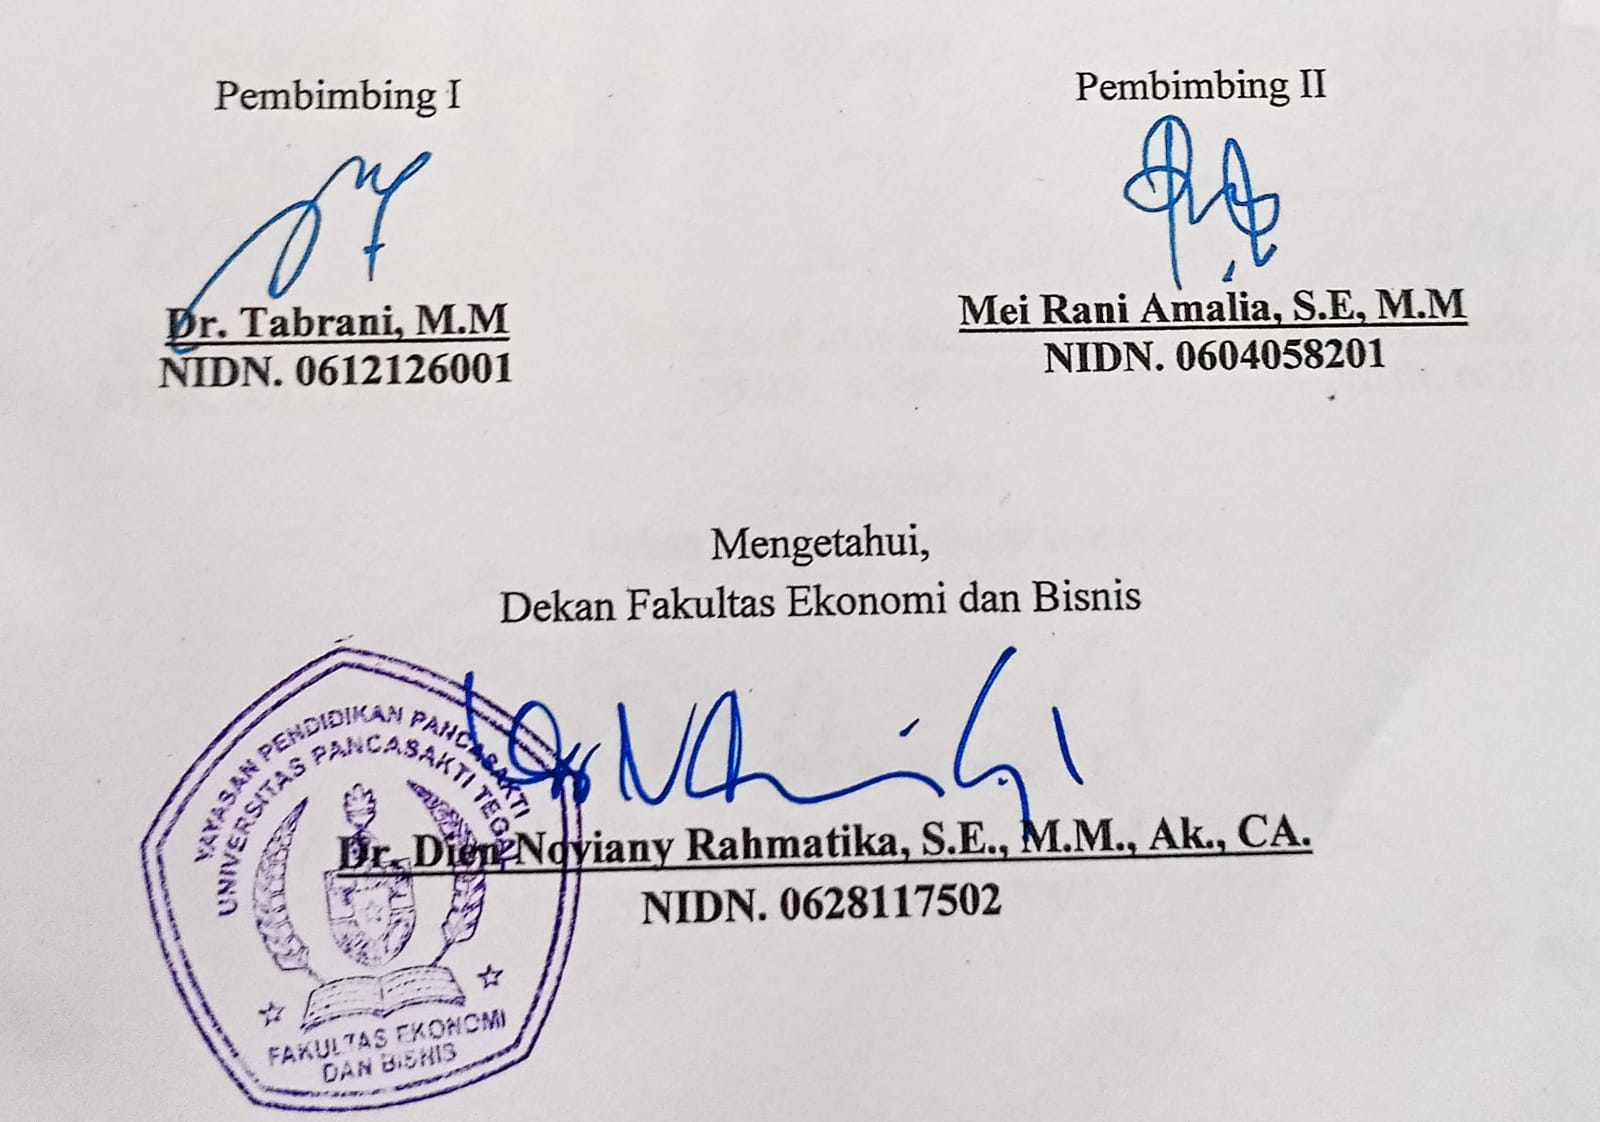 Pembimbing I
Pembimbing II
Dr. Tabrani, M.M
NIDN. 0612126001
Mei Rani Amalia, S.E, M.M
NIDN. 0604058201
Mengetahui,
Dekan Fakultas Ekonomi dan Bisnis
Dr. Dien Noviany Rahmatika, S.E., M.M., Ak., CA.
NIDN. 0628117502
YAYASAN PENDIDIKAN PANCASAKTI
UNIVERSITAS PANCASAKTI TEGAL
FAKULTAS EKONOMI
DAN BISNIS